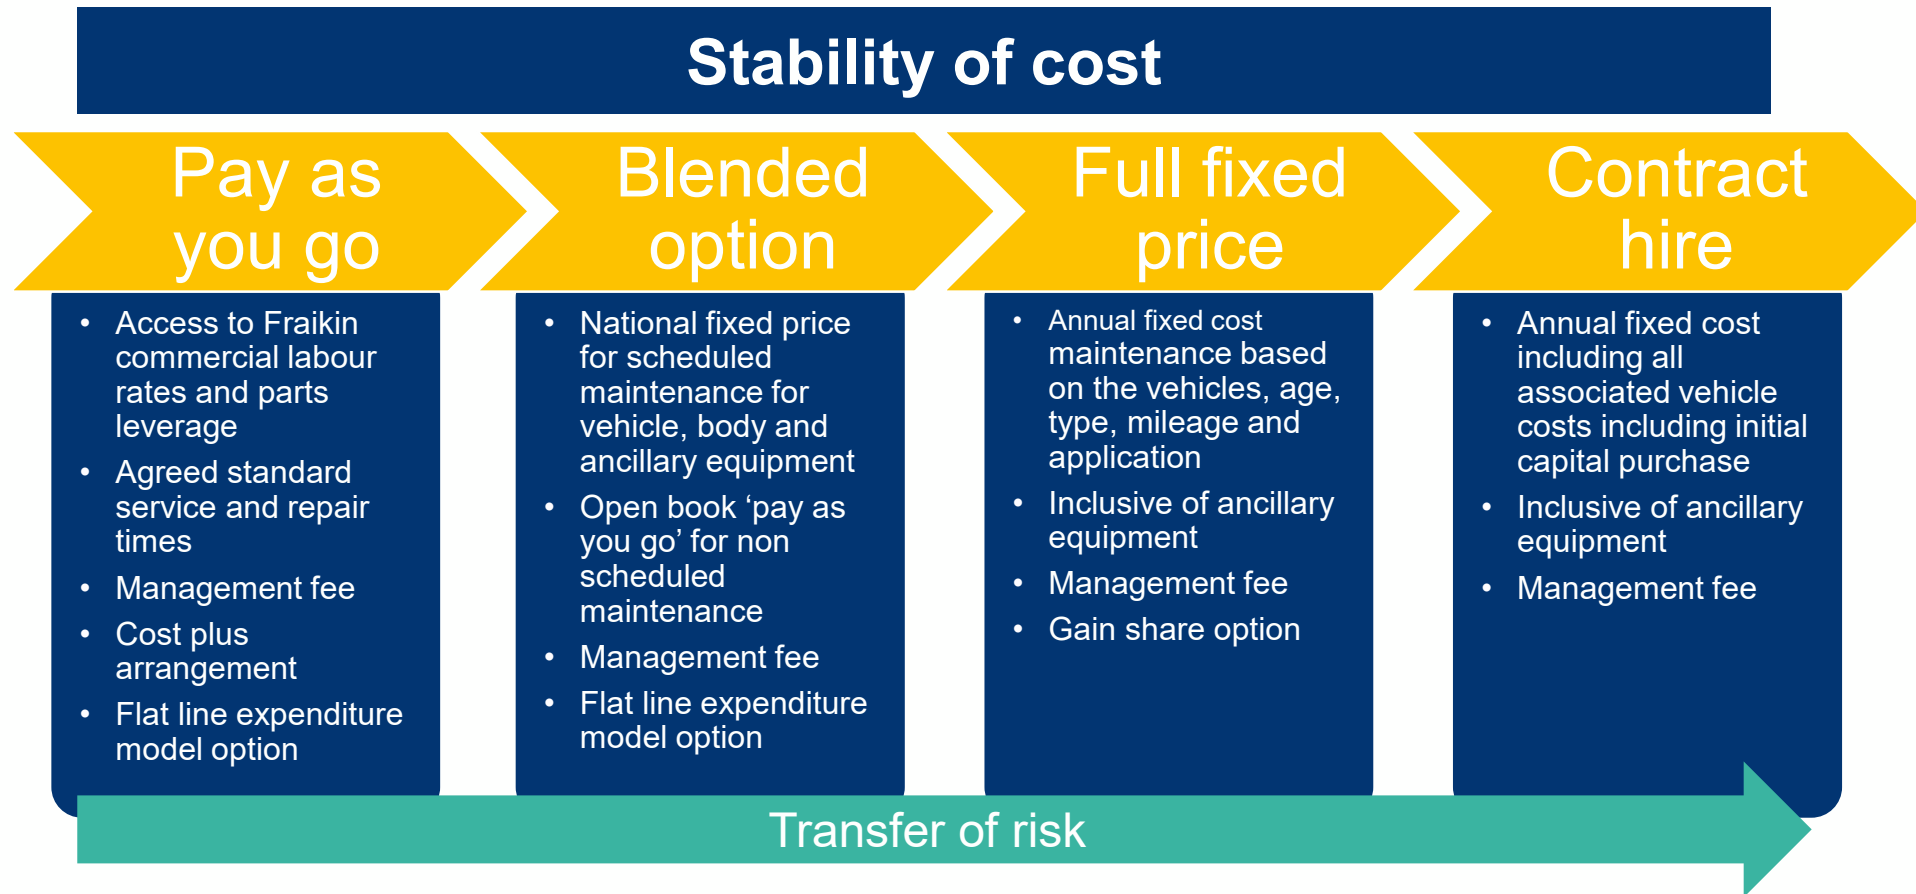 Stability of cost
Pay as
you go
• Access to Fraikin
commercial labour
rates and parts
leverage
• Agreed standard
service and repair
times
• Management fee
• Cost plus
arrangement
• Flat line expenditure
model option
Blended
option
• National fixed price
for scheduled
maintenance for
vehicle, body and
ancillary equipment
• Open book ‘pay as
you go’ for non
scheduled
maintenance
• Management fee
• Flat line expenditure
model option
Full fixed
price
• Annual fixed cost
maintenance based
on the vehicles, age,
type, mileage and
application
• Inclusive of ancillary
equipment
• Management fee
• Gain share option
Contract
hire
• Annual fixed cost
including all
associated vehicle
costs including initial
capital purchase
• Inclusive of ancillary
equipment
• Management fee
Transfer of risk